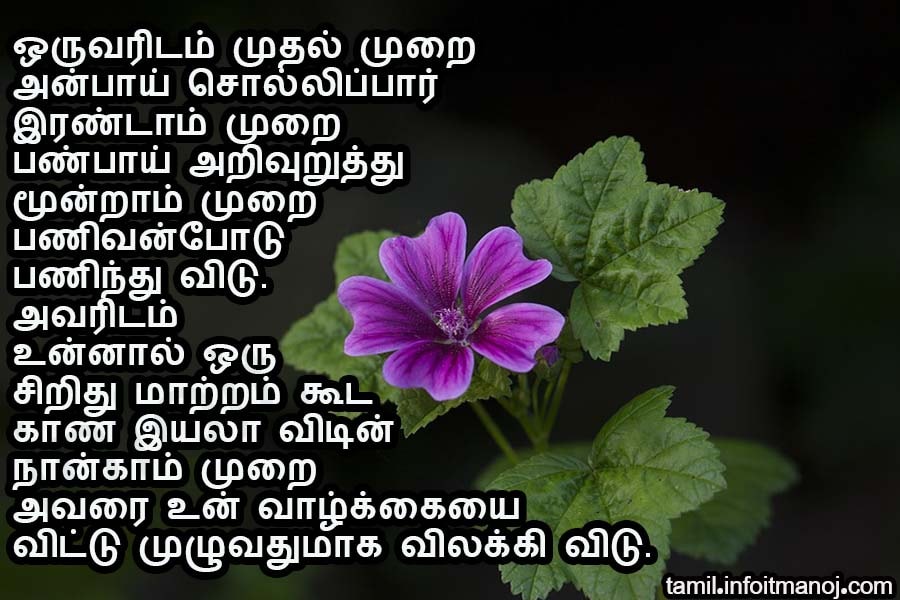 ஒருவரிடம் முதல் முறை
அன்பாய் சொல்லிப்பார்
இரண்டாம் முறை
பண்பாய் அறிவுறுத்து
மூன்றாம் முறை
பணிவன்போடு
பணிந்து விடு.
அவரிடம்
உன்னால் ஒரு
சிறிது மாற்றம் கூட
காண இயலா விடின்
நான்காம் முறை
அவரை உன் வாழ்க்கையை
விட்டு முழுவதுமாக விலக்கி விடு.
tamil.infoitmanoj.com